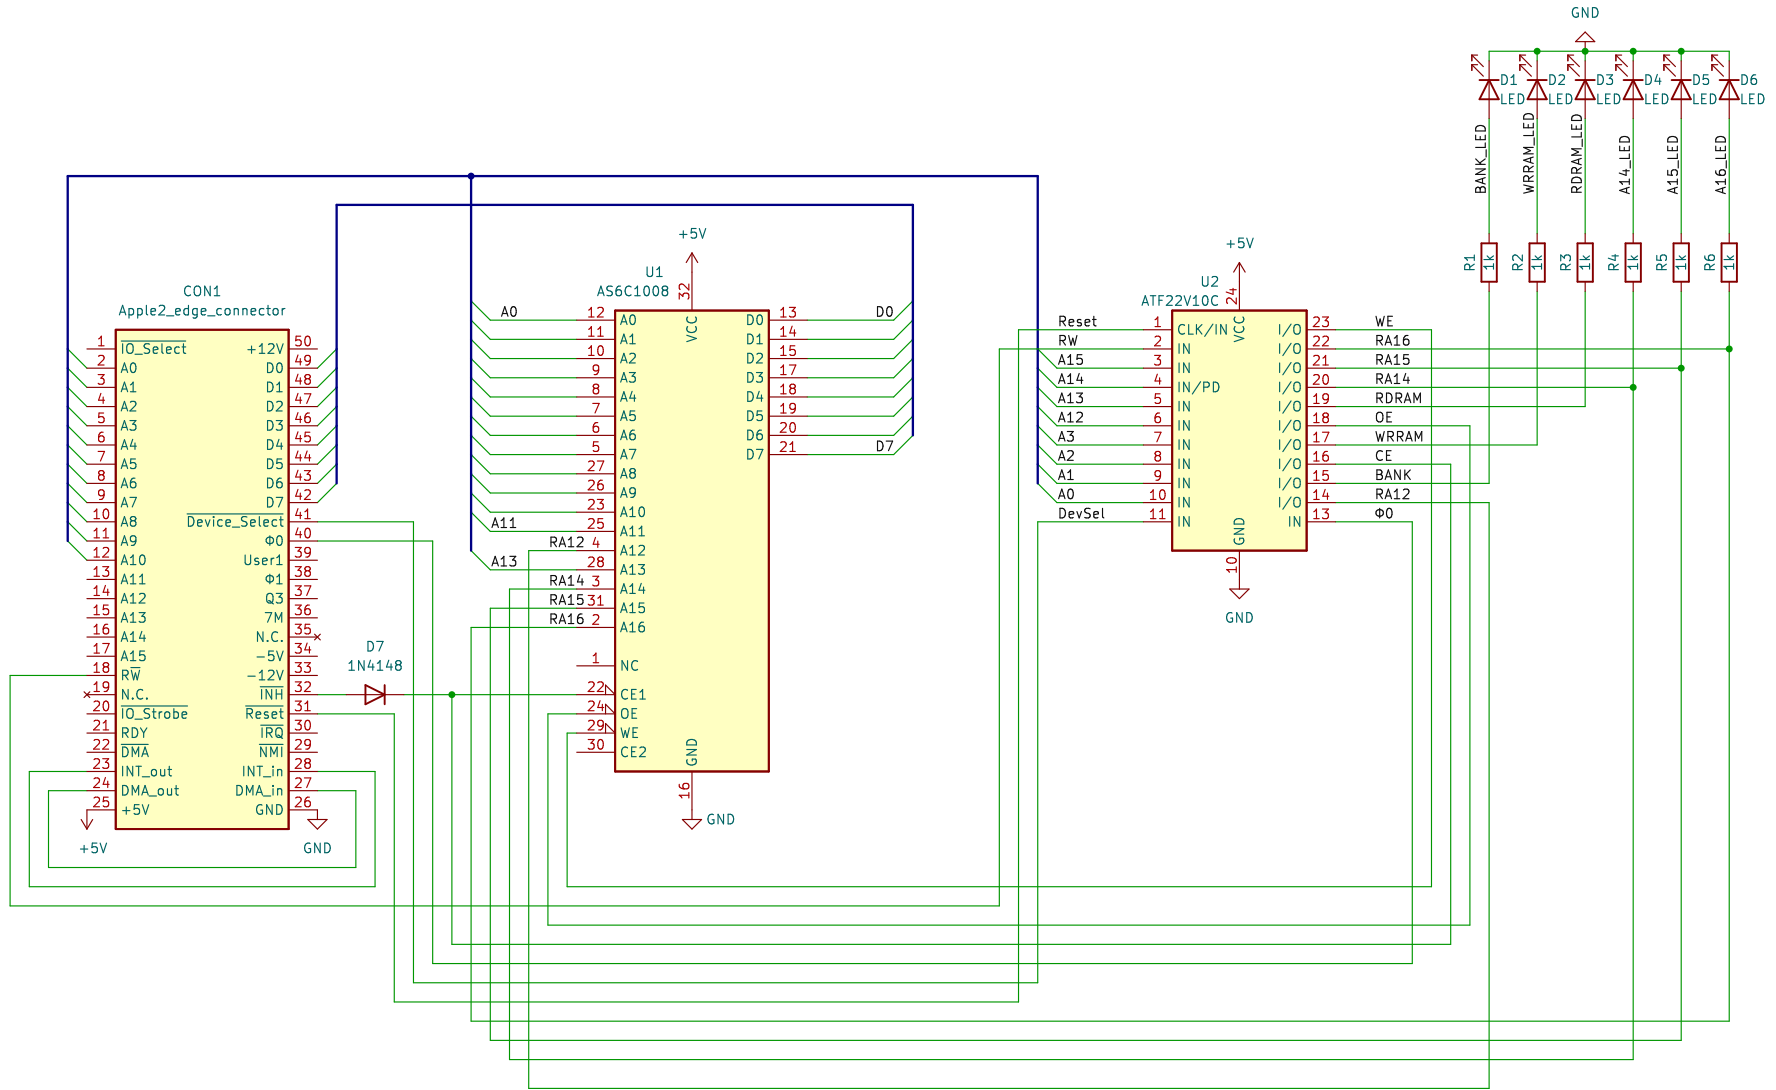 GND
D1
LED
D2
LED
D3
LED
D4
LED
D5
LED
D6
LED
BANK_LED
WRRAM_LED
RDRAM_LED
A14_LED
A15_LED
A16_LED
R1
1k
R2
1k
R3
1k
R4
1k
R5
1k
R6
1k
CON1
Apple2_edge_connector
1 IO_Select
2 A0
3 A1
4 A2
5 A3
6 A4
7 A5
8 A6
9 A7
10 A8
11 A9
12 A10
13 A11
14 A12
15 A13
16 A14
17 A15
18 RW
19 N.C.
20 IO_Strobe
21 RDY
22 DMA
23 INT_out
24 DMA_out
25 +5V
+5V
+12V 50
D0 49
D1 48
D2 47
D3 46
D4 45
D5 44
D6 43
D7 42
Device_Select 41
Φ0 40
User1 39
Φ1 38
Q3 37
7M 36
N.C. 35
-5V 34
-12V 33
INH 32
Reset 31
IRQ 30
NMI 29
INT_in 28
DMA_in 27
GND 26
GND
D7
1N4148
+5V
U1
AS6C1008
32
VCC
A0
12 A0
11 A1
10 A2
9 A3
8 A4
7 A5
6 A6
5 A7
27 A8
26 A9
23 A10
A11 25 A11
RA12 4 A12
A13 28 A13
RA14 3 A14
RA15 31 A15
RA16 2 A16
1 NC
22 CE1
24 OE
29 WE
30 CE2
D0 13 D0
D1 14
D2 15
D3 17
D4 18
D5 19
D6 20
D7 21 D7
GND
16
GND
+5V
U2
ATF22V10C
24
VCC
Reset 1 CLK/IN
RW 2 IN
A15 3 IN
A14 4 IN/PD
A13 5 IN
A12 6 IN
A3 7 IN
A2 8 IN
A1 9 IN
A0 10 IN
DevSel 11 IN
I/O 23 WE
I/O 22 RA16
I/O 21 RA15
I/O 20 RA14
I/O 19 RDRAM
I/O 18 OE
I/O 17 WRRAM
I/O 16 CE
I/O 15 BANK
I/O 14 RA12
IN 13 Φ0
GND
10
GND